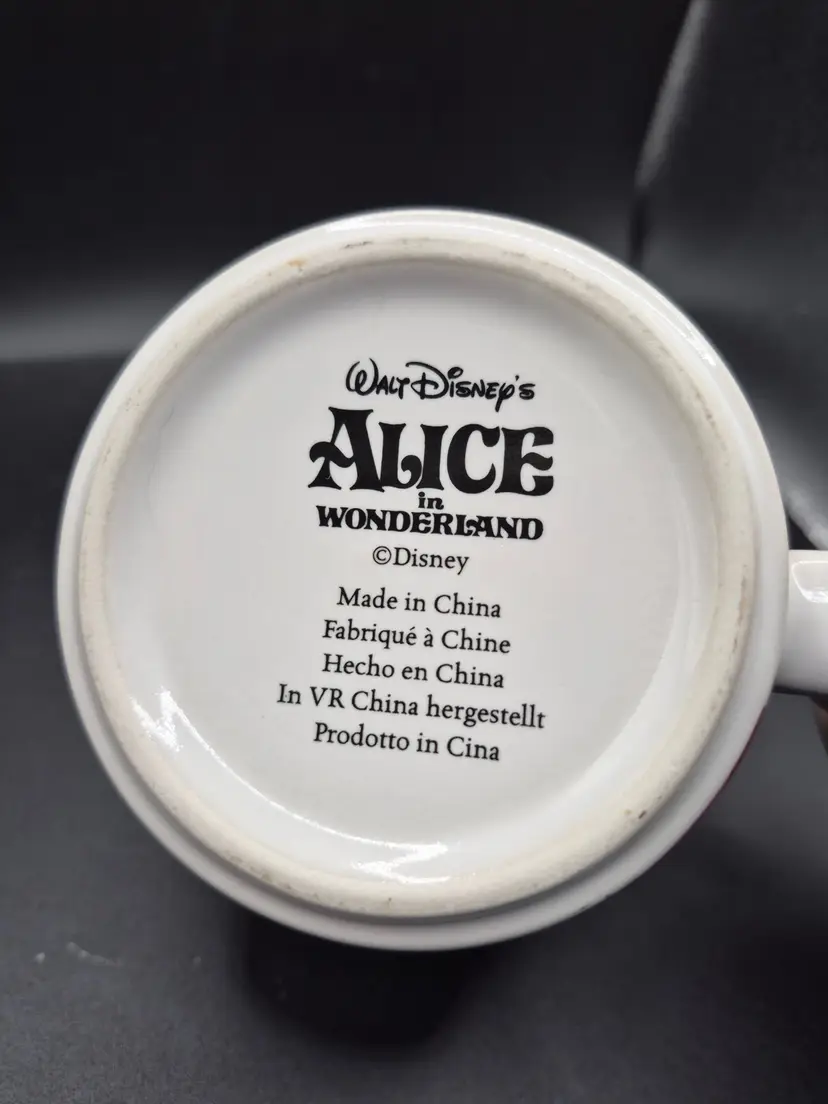 Walt Disney's
ALICE
in
WONDERLAND
©Disney
Made in China
Fabriqué à Chine
Hecho en China
In VR China hergestellt
Prodotto in Cina